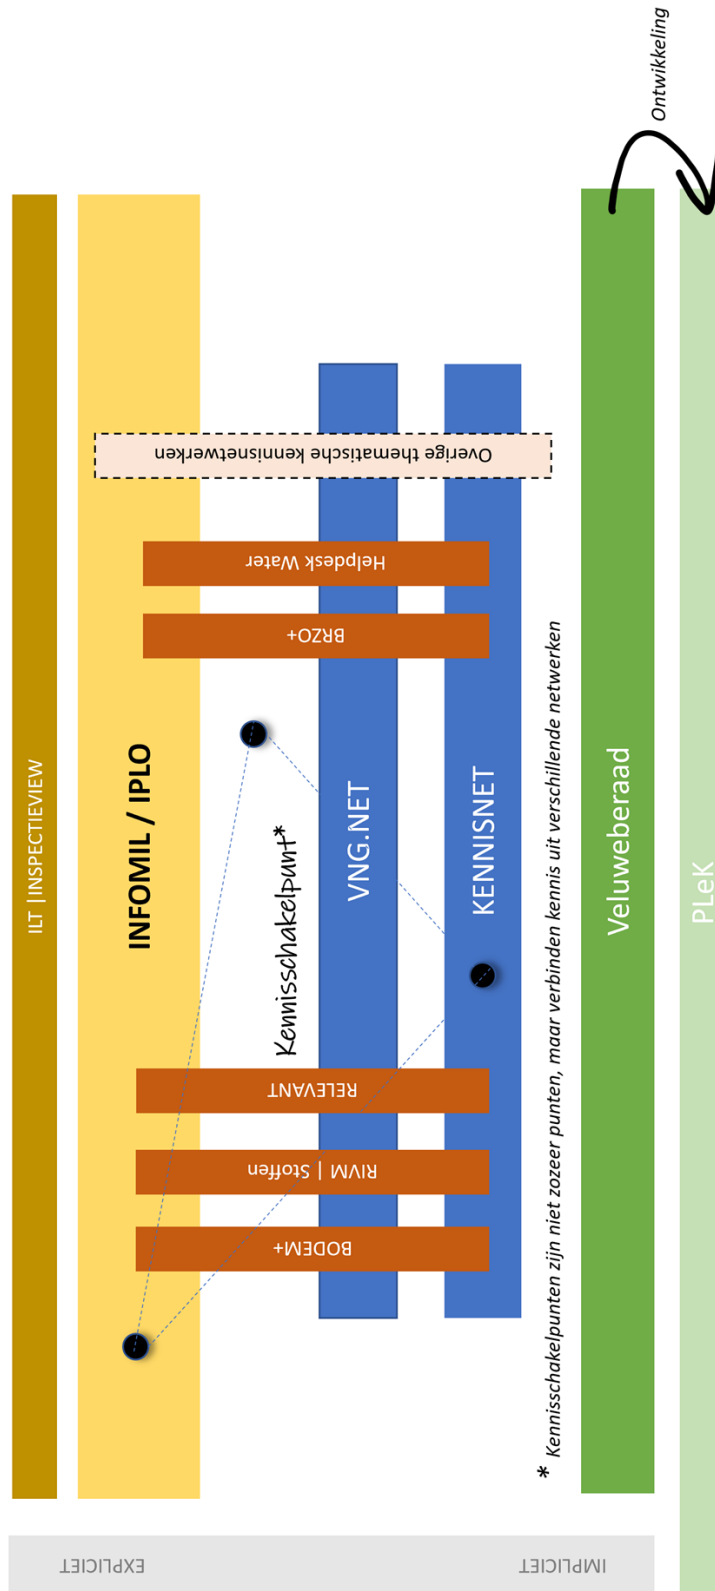 ILT | INSPECTIEVIEW
INFOMIL / IPLO
Kennisschakelpunt*
VNG.NET
KENNISNET
BODEM+
RIVM | Stoffen
RELEVANT
BRZO+
Helpdesk Water
Overige thematische kennisnetwerken
* Kennisschakelpunten zijn niet zozeer punten, maar verbinden kennis uit verschillende netwerken
Veluweberaad
PLeK
Ontwikkeling
EXPLICIET
IMPLICIET